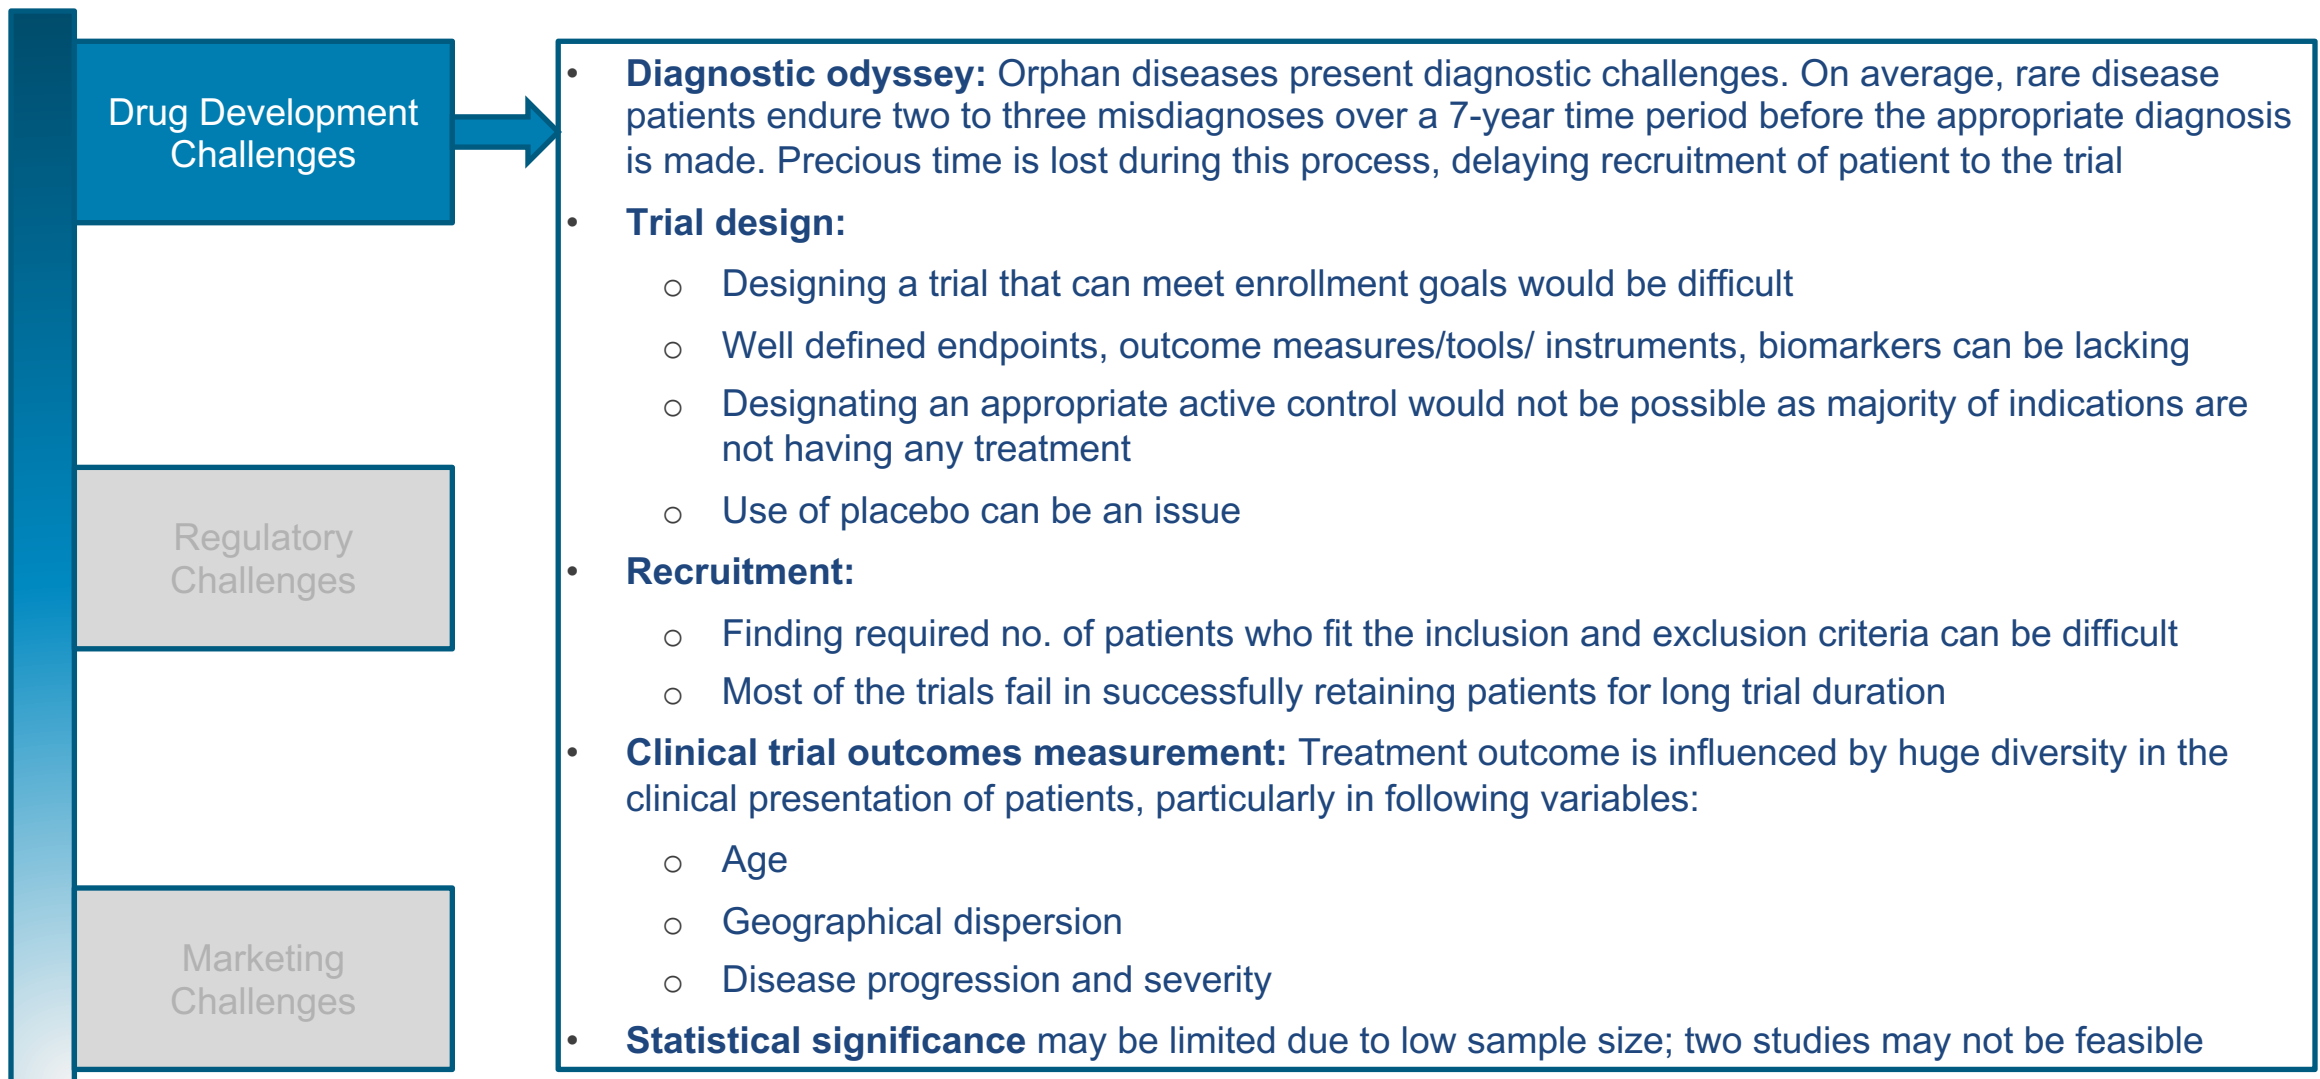 Drug Development
Challenges
• Diagnostic odyssey: Orphan diseases present diagnostic challenges. On average, rare disease
patients endure two to three misdiagnoses over a 7-year time period before the appropriate diagnosis
is made. Precious time is lost during this process, delaying recruitment of patient to the trial
• Trial design:
o Designing a trial that can meet enrollment goals would be difficult
o Well defined endpoints, outcome measures/tools/ instruments, biomarkers can be lacking
o Designating an appropriate active control would not be possible as majority of indications are
not having any treatment
o Use of placebo can be an issue
• Recruitment:
o Finding required no. of patients who fit the inclusion and exclusion criteria can be difficult
o Most of the trials fail in successfully retaining patients for long trial duration
• Clinical trial outcomes measurement: Treatment outcome is influenced by huge diversity in the
clinical presentation of patients, particularly in following variables:
o Age
o Geographical dispersion
o Disease progression and severity
• Statistical significance may be limited due to low sample size; two studies may not be feasible
Regulatory
Challenges
Marketing
Challenges